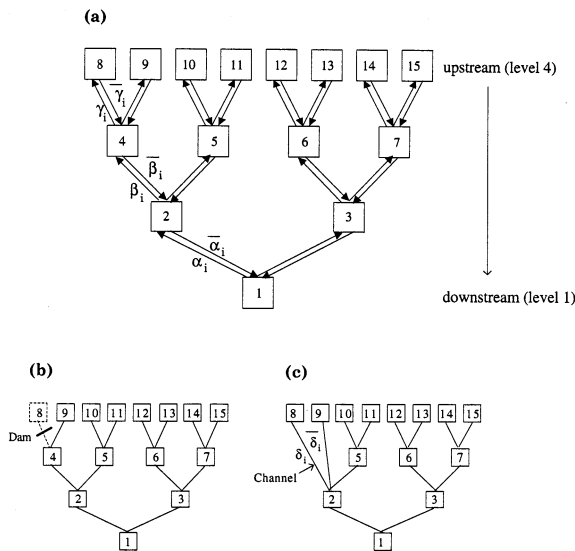 (a)
8 9 10 11 12 13 14 15 upstream (level 4)
γi γ̅i
4 5 6 7
βi β̅i
2 3
αi α̅i
1 downstream (level 1)
(b)
8 9 10 11 12 13 14 15
Dam
4 5 6 7
2 3
1
(c)
8 9 10 11 12 13 14 15
δi δ̅i
5 6 7
Channel
2 3
1